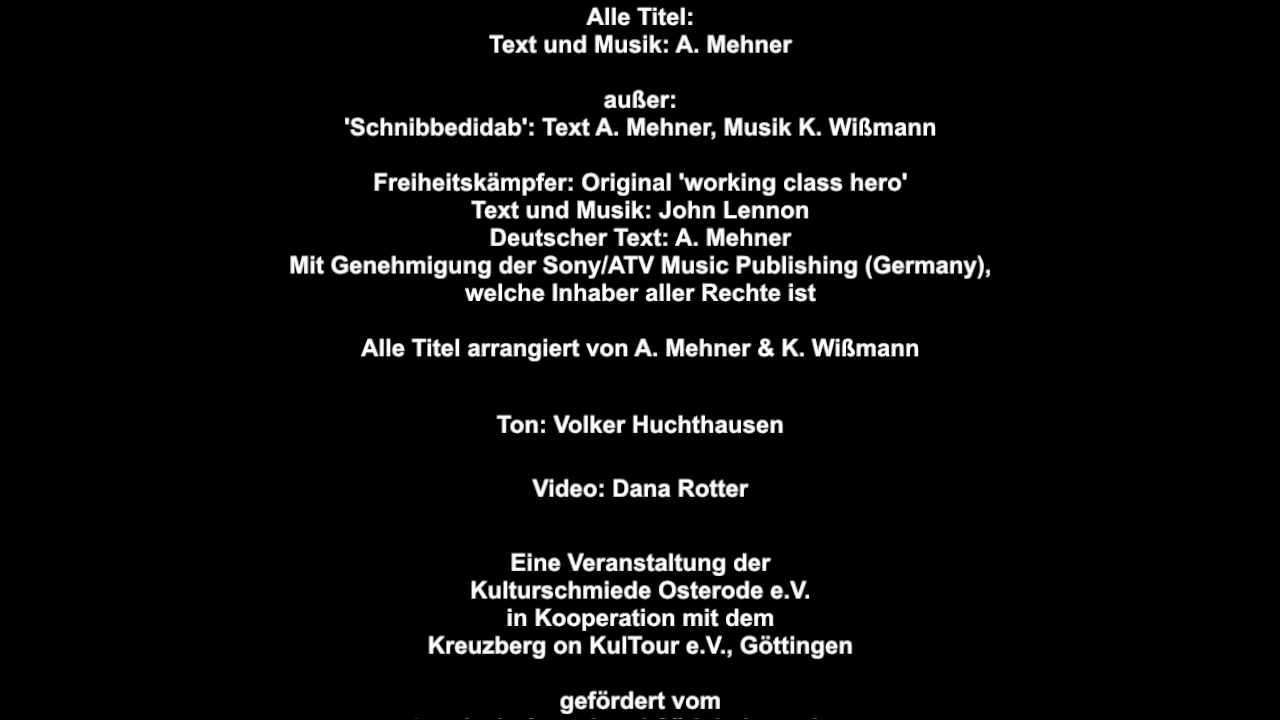 Alle Titel:
Text und Musik: A. Mehner
außer:
'Schnibbedidab': Text A. Mehner, Musik K. Wißmann
Freiheitskämpfer: Original 'working class hero'
Text und Musik: John Lennon
Deutscher Text: A. Mehner
Mit Genehmigung der Sony/ATV Music Publishing (Germany),
welche Inhaber aller Rechte ist
Alle Titel arrangiert von A. Mehner & K. Wißmann
Ton: Volker Huchthausen
Video: Dana Rotter
Eine Veranstaltung der
Kulturschmiede Osterode e.V.
in Kooperation mit dem
Kreuzberg on KulTour e.V., Göttingen
gefördert vom